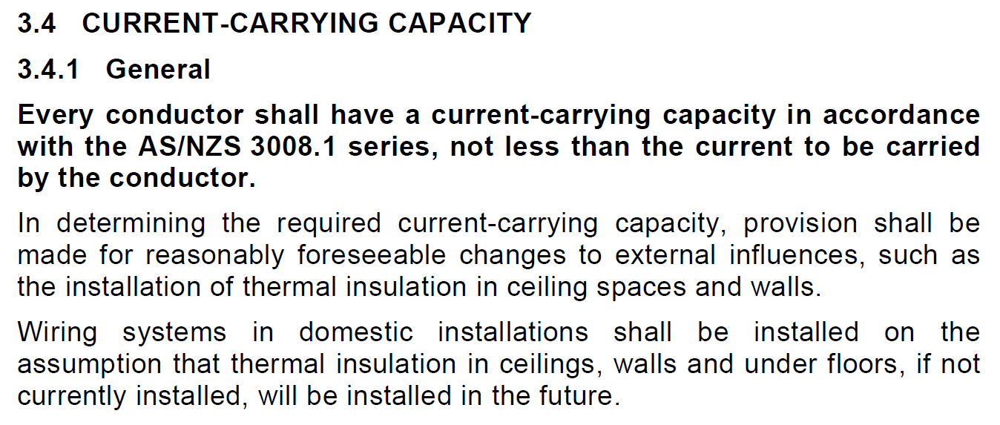 3.4 CURRENT-CARRYING CAPACITY
3.4.1 General
Every conductor shall have a current-carrying capacity in accordance
with the AS/NZS 3008.1 series, not less than the current to be carried
by the conductor.
In determining the required current-carrying capacity, provision shall be
made for reasonably foreseeable changes to external influences, such as
the installation of thermal insulation in ceiling spaces and walls.
Wiring systems in domestic installations shall be installed on the
assumption that thermal insulation in ceilings, walls and under floors, if not
currently installed, will be installed in the future.